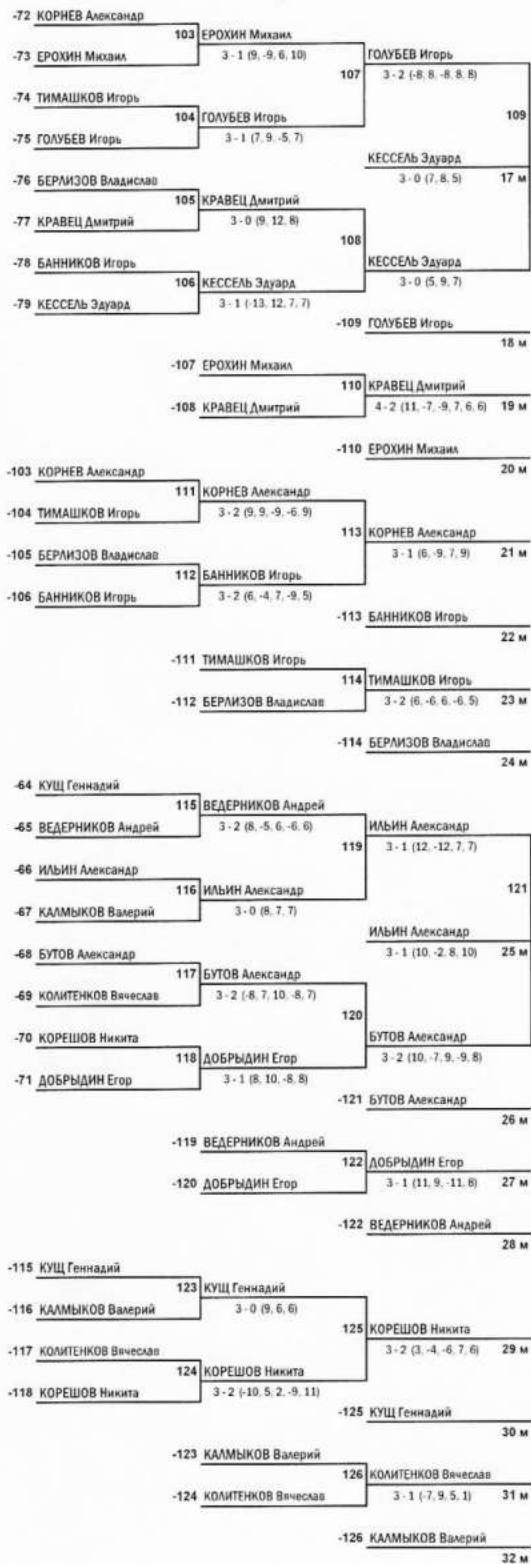 -72 КОРНЕВ Александр
103 ЕРОХИН Михаил
-73 ЕРОХИН Михаил
3 - 1 (9, -9, 6, 10)
ГОЛУБЕВ Игорь
107
3 - 2 (-8, 8, -8, 8, 8)
-74 ТИМАШКОВ Игорь
104 ГОЛУБЕВ Игорь
-75 ГОЛУБЕВ Игорь
3 - 1 (7, 9, -5, 7)
109
КЕССЕЛЬ Эдуард
3 - 0 (7, 8, 5) 17 м
-76 БЕРЛИЗОВ Владислав
105 КРАВЕЦ Дмитрий
-77 КРАВЕЦ Дмитрий
3 - 0 (9, 12, 8)
108
КЕССЕЛЬ Эдуард
3 - 0 (5, 9, 7)
-78 БАННИКОВ Игорь
106 КЕССЕЛЬ Эдуард
-79 КЕССЕЛЬ Эдуард
3 - 1 (-13, 12, 7, 7)
-109 ГОЛУБЕВ Игорь
18 м
-107 ЕРОХИН Михаил
110 КРАВЕЦ Дмитрий
-108 КРАВЕЦ Дмитрий
4 - 2 (11, -7, -9, 7, 6, 6) 19 м
-110 ЕРОХИН Михаил
20 м
-103 КОРНЕВ Александр
111 КОРНЕВ Александр
-104 ТИМАШКОВ Игорь
3 - 2 (9, 9, -9, -6, 9)
113 КОРНЕВ Александр
3 - 1 (6, -9, 7, 9) 21 м
-105 БЕРЛИЗОВ Владислав
112 БАННИКОВ Игорь
-106 БАННИКОВ Игорь
3 - 2 (6, -4, 7, -9, 5)
-113 БАННИКОВ Игорь
22 м
-111 ТИМАШКОВ Игорь
114 ТИМАШКОВ Игорь
-112 БЕРЛИЗОВ Владислав
3 - 2 (6, -6, 6, -6, 5) 23 м
-114 БЕРЛИЗОВ Владислав
24 м
-64 КУЩ Геннадий
115 ВЕДЕРНИКОВ Андрей
-65 ВЕДЕРНИКОВ Андрей
3 - 2 (8, -5, 6, -6, 6)
ИЛЬИН Александр
119
3 - 1 (12, -12, 7, 7)
-66 ИЛЬИН Александр
116 ИЛЬИН Александр
-67 КАЛМЫКОВ Валерий
3 - 0 (8, 7, 7)
121
ИЛЬИН Александр
3 - 1 (10, -2, 8, 10) 25 м
-68 БУТОВ Александр
117 БУТОВ Александр
-69 КОЛИТЕНКОВ Вячеслав
3 - 2 (-8, 7, 10, -8, 7)
120
БУТОВ Александр
3 - 2 (10, -7, 9, -9, 8)
-70 КОРЕШОВ Никита
118 ДОБРЫДИН Егор
-71 ДОБРЫДИН Егор
3 - 1 (8, 10, -8, 8)
-121 БУТОВ Александр
26 м
-119 ВЕДЕРНИКОВ Андрей
122 ДОБРЫДИН Егор
-120 ДОБРЫДИН Егор
3 - 1 (11, 9, -11, 8) 27 м
-122 ВЕДЕРНИКОВ Андрей
28 м
-115 КУЩ Геннадий
123 КУЩ Геннадий
-116 КАЛМЫКОВ Валерий
3 - 0 (9, 6, 6)
125 КОРЕШОВ Никита
3 - 2 (3, -4, -6, 7, 6) 29 м
-117 КОЛИТЕНКОВ Вячеслав
124 КОРЕШОВ Никита
-118 КОРЕШОВ Никита
3 - 2 (-10, 5, 2, -9, 11)
-125 КУЩ Геннадий
30 м
-123 КАЛМЫКОВ Валерий
126 КОЛИТЕНКОВ Вячеслав
-124 КОЛИТЕНКОВ Вячеслав
3 - 1 (-7, 9, 5, 1) 31 м
-126 КАЛМЫКОВ Валерий
32 м